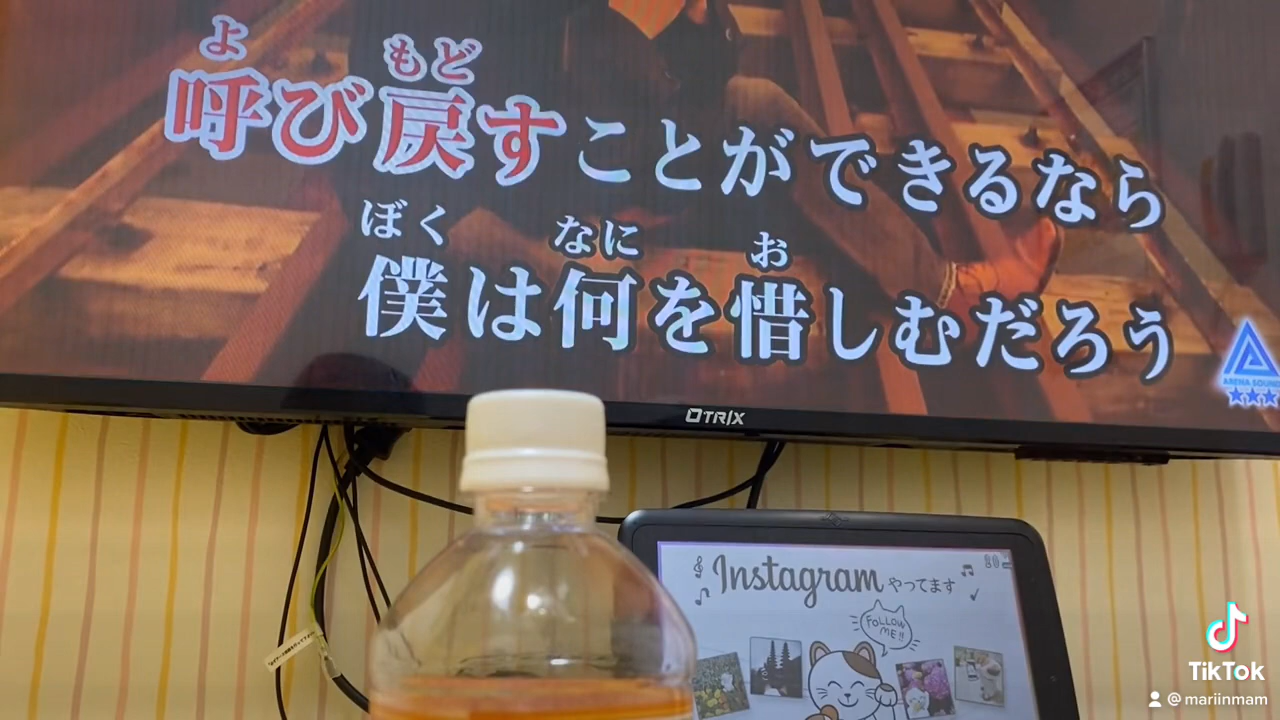 よ もど
呼び戻すことができるなら
ぼく なに お
僕は何を惜しむだろう
ARENA SOUND
OTRIX
Instagram やってます
FOLLOW
ME!!
TikTok
@mariinmam